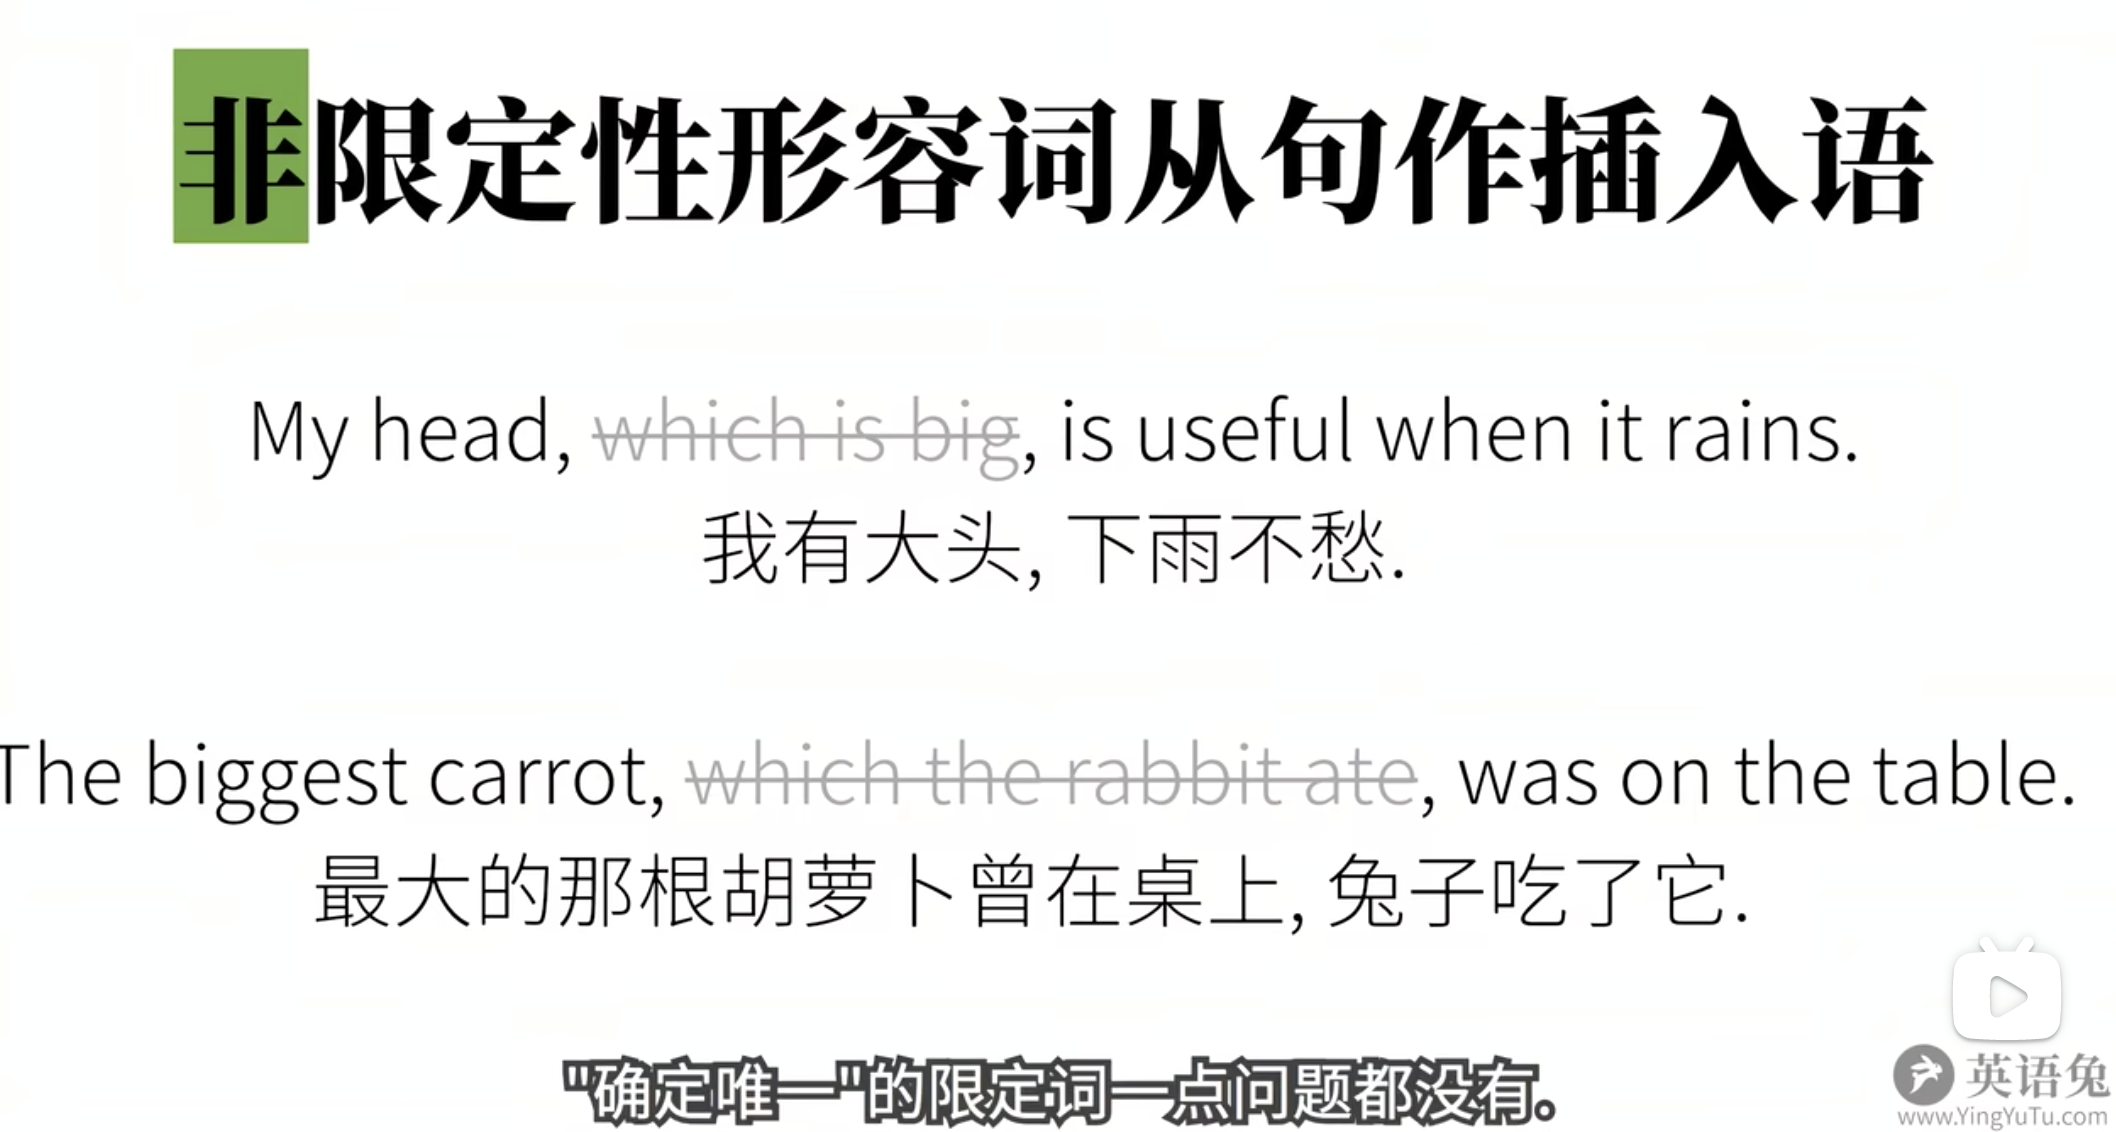 非限定性形容词从句作插入语
My head, which is big, is useful when it rains.
我有大头, 下雨不愁.
The biggest carrot, which the rabbit ate, was on the table.
最大的那根胡萝卜曾在桌上, 兔子吃了它.
"确定唯一"的限定词一点问题都没有。
英语兔
www.YingYuTu.com